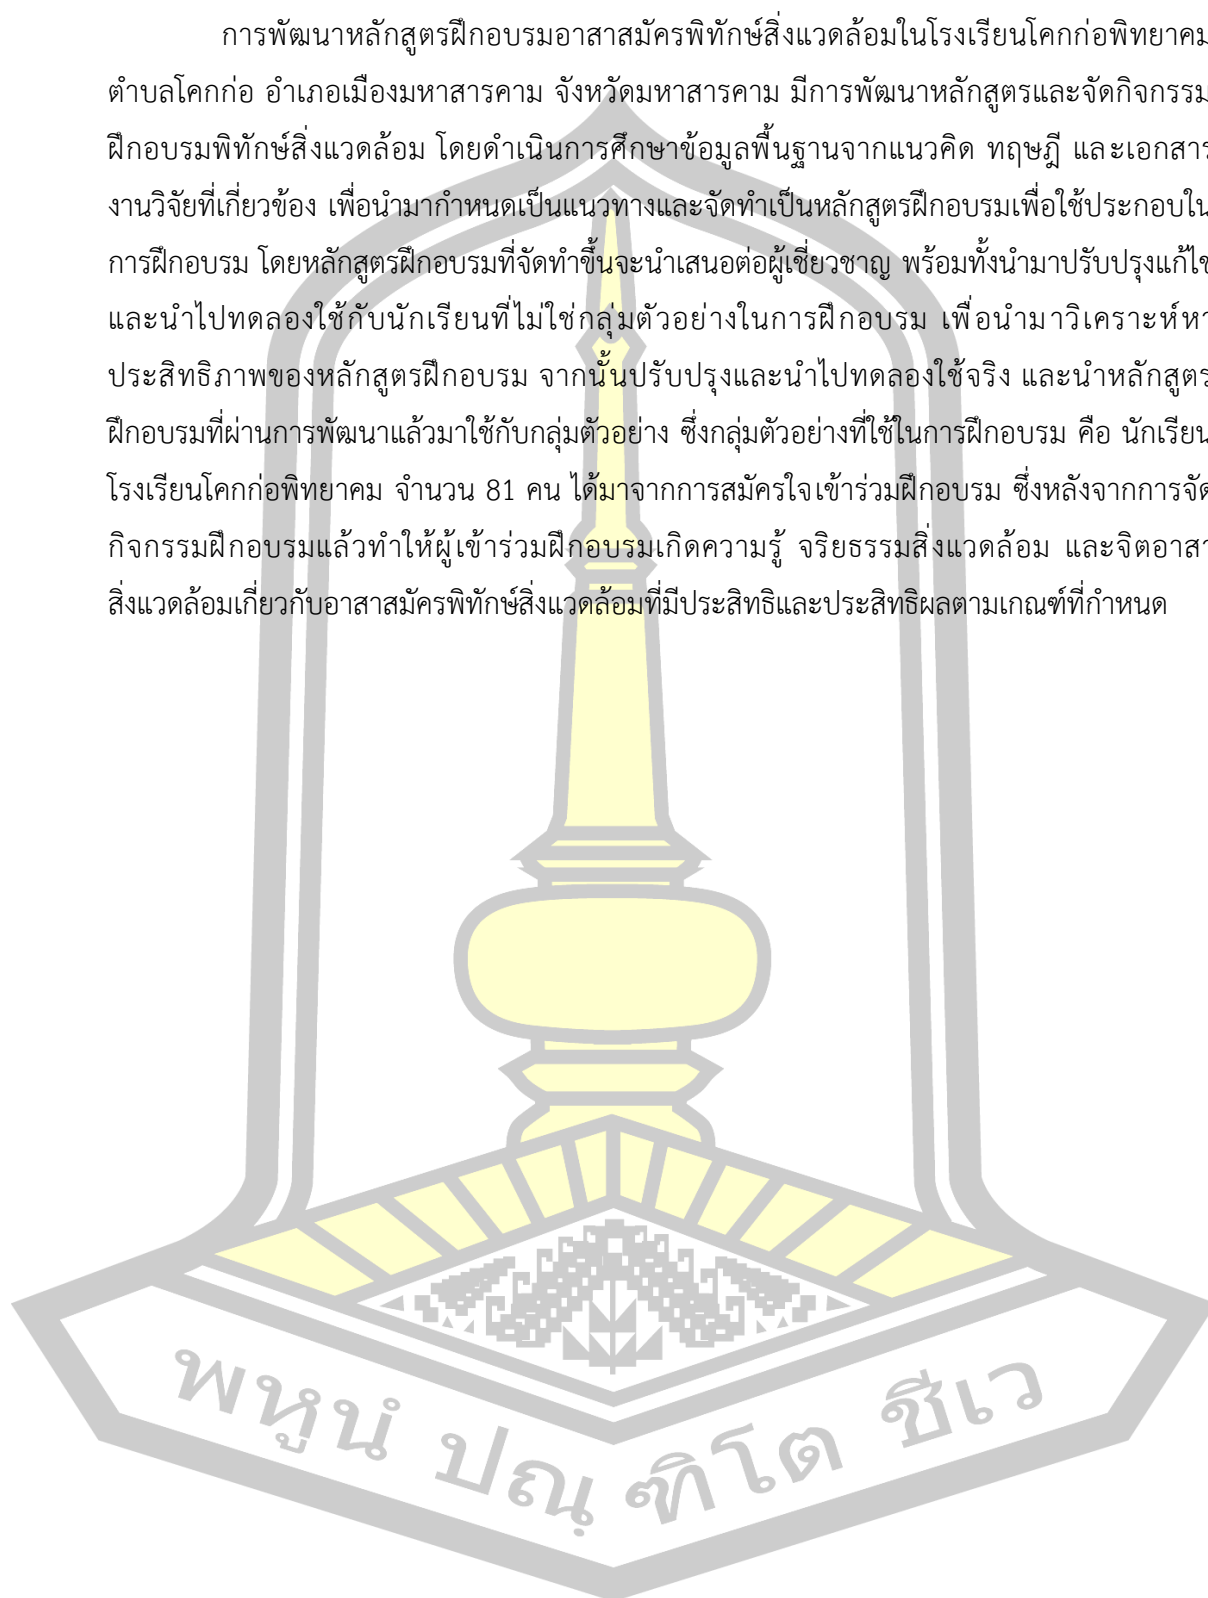 การพัฒนาหลักสูตรฝึกอบรมอาสาสมัครพิทักษ์สิ่งแวดล้อมในโรงเรียนโคกก่อพิทยาคม
ตำบลโคกก่อ อำเภอเมืองมหาสารคาม จังหวัดมหาสารคาม มีการพัฒนาหลักสูตรและจัดกิจกรรม
ฝึกอบรมพิทักษ์สิ่งแวดล้อม โดยดำเนินการศึกษาข้อมูลพื้นฐานจากแนวคิด ทฤษฎี และเอกสาร
งานวิจัยที่เกี่ยวข้อง เพื่อนำมากำหนดเป็นแนวทางและจัดทำเป็นหลักสูตรฝึกอบรมเพื่อใช้ประกอบใน
การฝึกอบรม โดยหลักสูตรฝึกอบรมที่จัดทำขึ้นจะนำเสนอต่อผู้เชี่ยวชาญ พร้อมทั้งนำมาปรับปรุงแก้ไข
และนำไปทดลองใช้กับนักเรียนที่ไม่ใช่กลุ่มตัวอย่างในการฝึกอบรม เพื่อนำมาวิเคราะห์หา
ประสิทธิภาพของหลักสูตรฝึกอบรม จากนั้นปรับปรุงและนำไปทดลองใช้จริง และนำหลักสูตร
ฝึกอบรมที่ผ่านการพัฒนาแล้วมาใช้กับกลุ่มตัวอย่าง ซึ่งกลุ่มตัวอย่างที่ใช้ในการฝึกอบรม คือ นักเรียน
โรงเรียนโคกก่อพิทยาคม จำนวน 81 คน ได้มาจากการสมัครใจเข้าร่วมฝึกอบรม ซึ่งหลังจากการจัด
กิจกรรมฝึกอบรมแล้วทำให้ผู้เข้าร่วมฝึกอบรมเกิดความรู้ จริยธรรมสิ่งแวดล้อม และจิตอาสา
สิ่งแวดล้อมเกี่ยวกับอาสาสมัครพิทักษ์สิ่งแวดล้อมที่มีประสิทธิและประสิทธิผลตามเกณฑ์ที่กำหนด
พหูนํ ปณฺฑิโต ชีเว